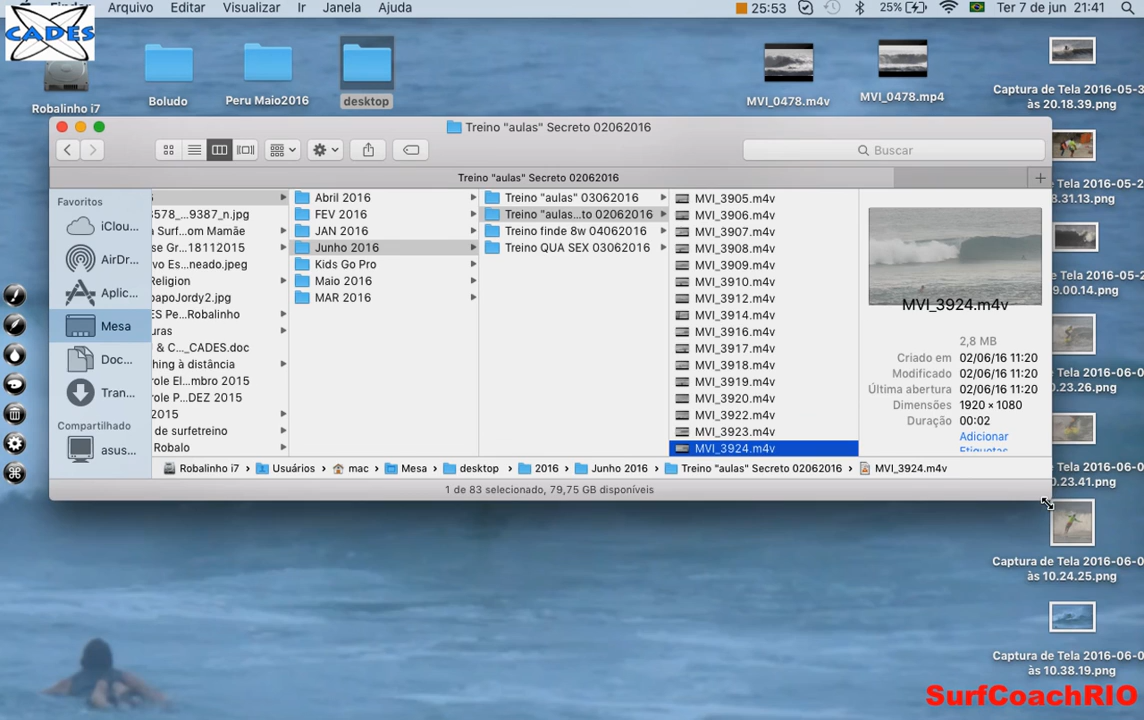 Arquivo Editar Visualizar Ir Janela Ajuda 25:53 25% Ter 7 de jun 21:41
CADES
Robalinho i7
Boludo
Peru Maio2016
desktop
MVI_0478.m4v
MVI_0478.mp4
Captura de Tela 2016-05-3
às 20.18.39.png
Treino "aulas" Secreto 02062016
Buscar
Treino "aulas" Secreto 02062016
Favoritos
iClou...
AirDr...
Aplic...
Mesa
Doc...
Tran...
Compartilhado
asus...
3578_...9387_n.jpg
a Surf...om Mamãe
se Gr...18112015
vo Es...neado.jpeg
Religion
papoJordy2.jpg
ES Pe...Robalinho
uras
& C..._CADES.doc
ching à distância
role El...mbro 2015
role P...DEZ 2015
2015
de surfetreino
Robalo
Abril 2016
FEV 2016
JAN 2016
Junho 2016
Kids Go Pro
Maio 2016
MAR 2016
Treino "aulas" 03062016
Treino "aulas...to 02062016
Treino finde 8w 04062016
Treino QUA SEX 03062016
MVI_3905.m4v
MVI_3906.m4v
MVI_3907.m4v
MVI_3908.m4v
MVI_3909.m4v
MVI_3910.m4v
MVI_3912.m4v
MVI_3914.m4v
MVI_3916.m4v
MVI_3917.m4v
MVI_3918.m4v
MVI_3919.m4v
MVI_3920.m4v
MVI_3922.m4v
MVI_3923.m4v
MVI_3924.m4v
MVI_3924.m4v
2,8 MB
Criado em 02/06/16 11:20
Modificado 02/06/16 11:20
Última abertura 02/06/16 11:20
Dimensões 1920 × 1080
Duração 00:02
Adicionar
Etiquetas
Robalinho i7 › Usuários › mac › Mesa › desktop › 2016 › Junho 2016 › Treino "aulas" Secreto 02062016 › MVI_3924.m4v
1 de 83 selecionado, 79,75 GB disponíveis
de Tela 2016-05-2
.31.13.png
de Tela 2016-05-2
9.00.14.png
de Tela 2016-06-0
0.23.26.png
de Tela 2016-06-0
0.23.41.png
Captura de Tela 2016-06-0
às 10.24.25.png
Captura de Tela 2016-06-0
às 10.38.19.png
SurfCoachRIO